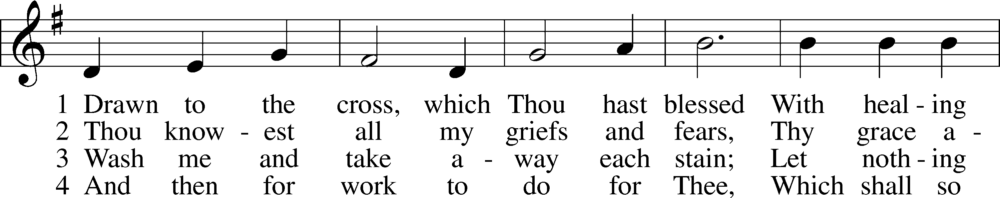 1 Drawn to the cross, which Thou hast blessed With heal - ing
2 Thou know - est all my griefs and fears, Thy grace a -
3 Wash me and take a - way each stain; Let noth - ing
4 And then for work to do for Thee, Which shall so